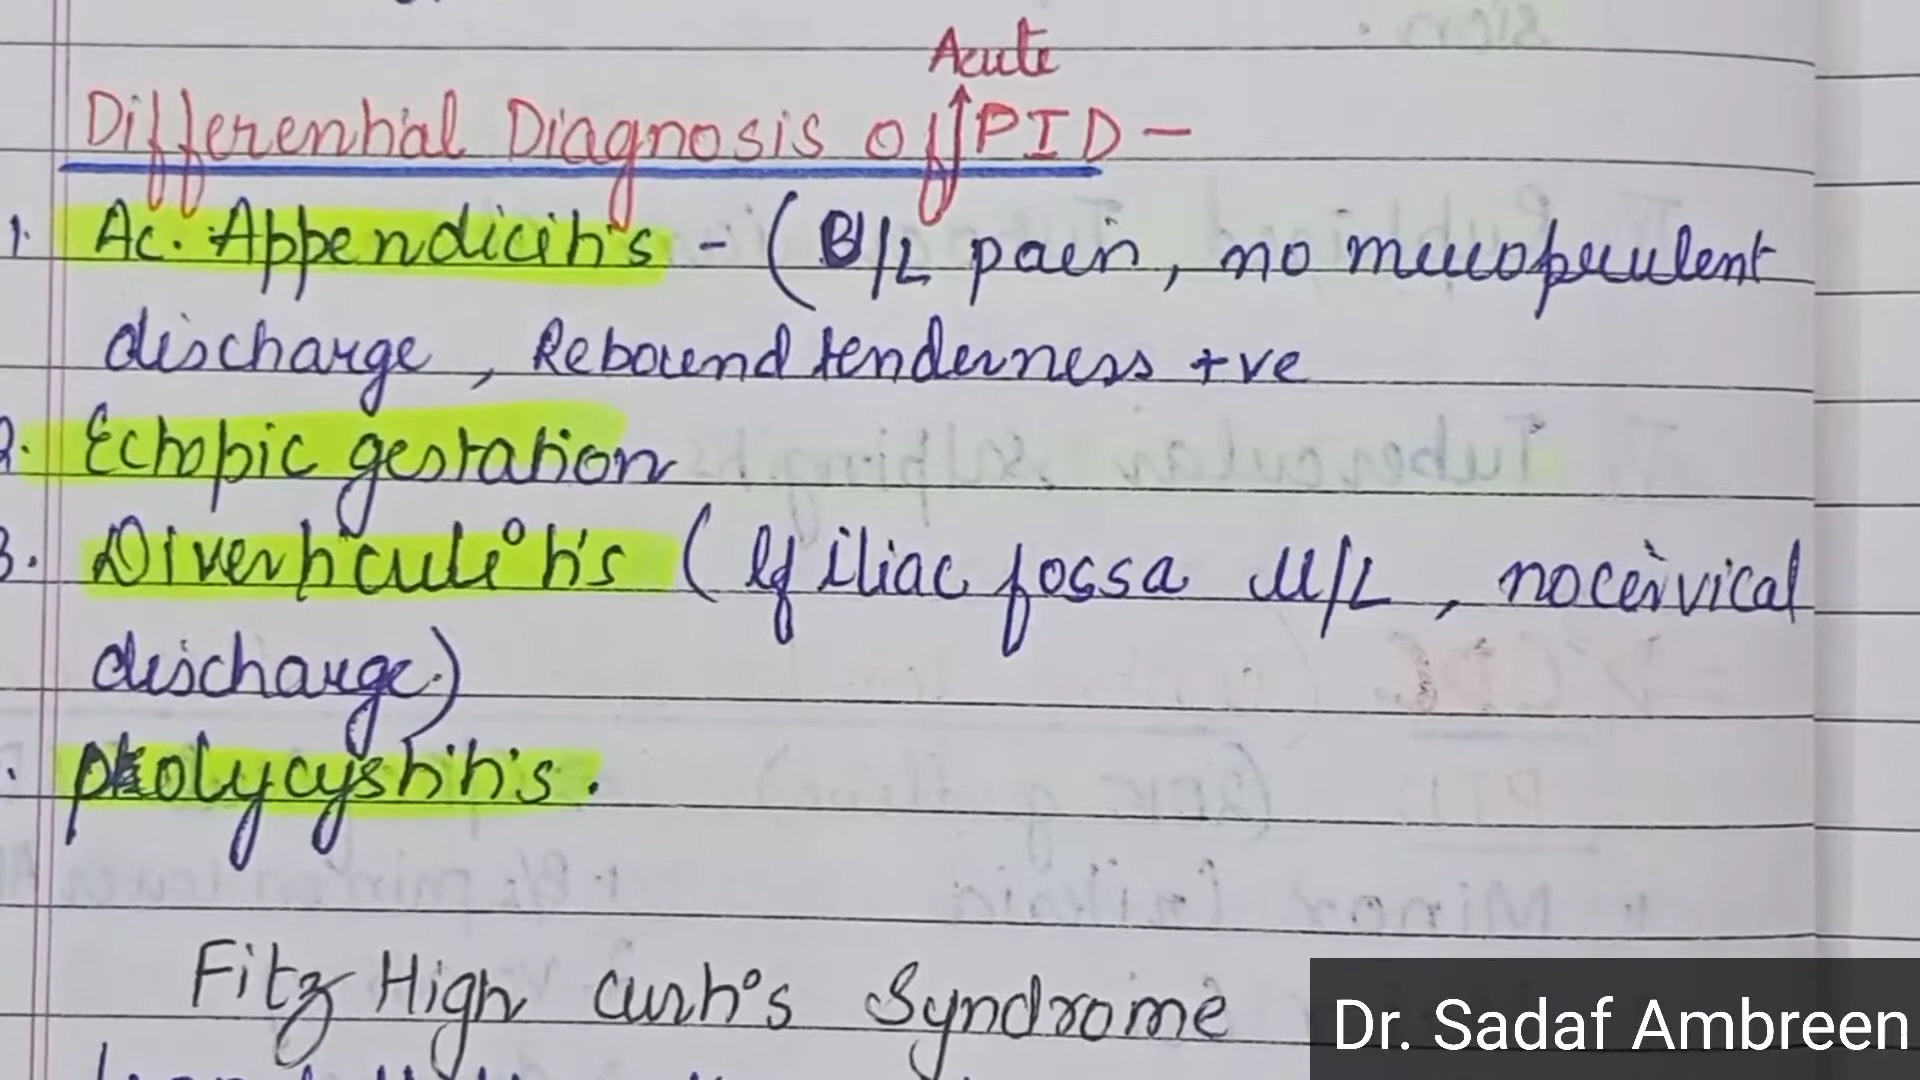 Acute
Differential Diagnosis of ↑ PID -
1. Ac. Appendicitis - (B/L pain, no mucopurulent
discharge, Rebound tenderness +ve
2. Ectopic gestation
3. Diverticulitis (lf iliac fossa U/L, no cervical
discharge)
polycystitis.
Fitz High Curtis Syndrome
Dr. Sadaf Ambreen